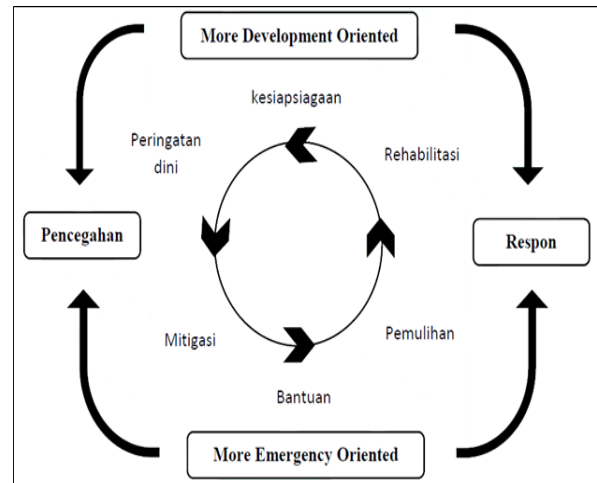 More Development Oriented
kesiapsiagaan
Peringatan
dini
Rehabilitasi
Pencegahan
Respon
Mitigasi
Pemulihan
Bantuan
More Emergency Oriented